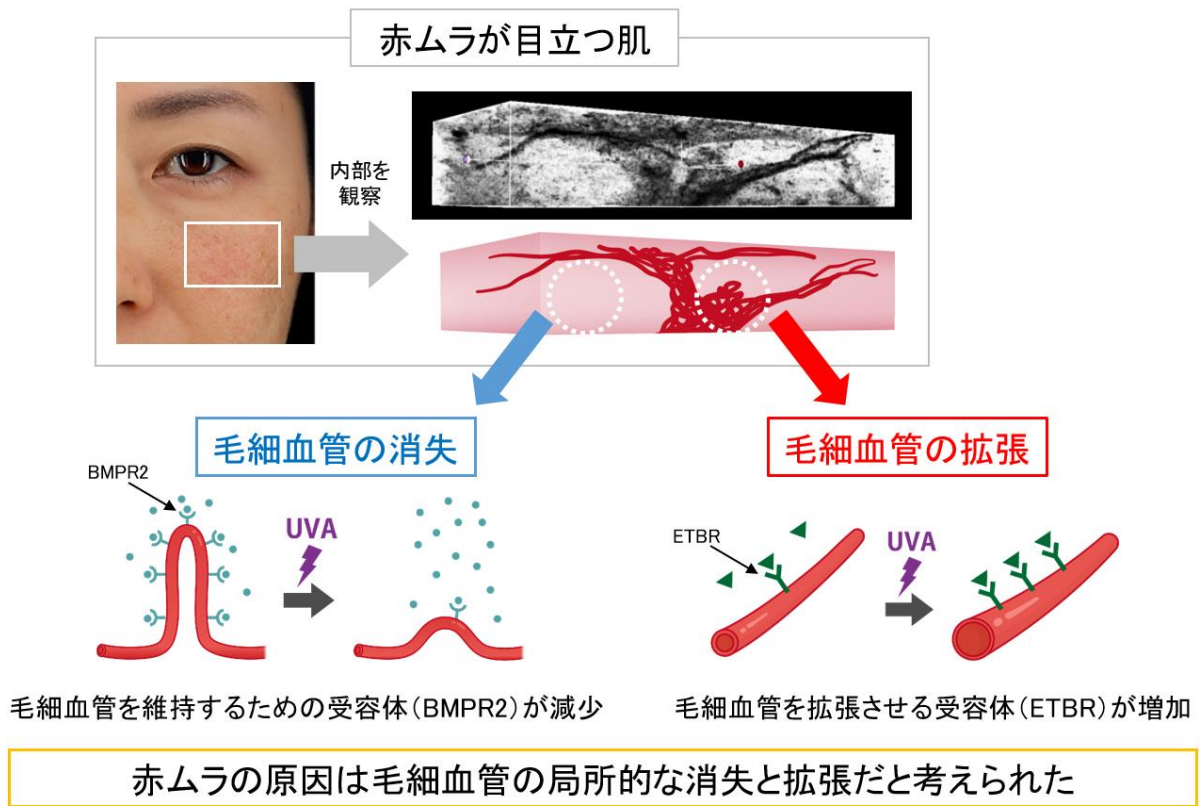 赤ムラが目立つ肌
内部を
観察
毛細血管の消失
毛細血管の拡張
BMPR2
UVA
ETBR
UVA
毛細血管を維持するための受容体(BMPR2)が減少
毛細血管を拡張させる受容体(ETBR)が増加
赤ムラの原因は毛細血管の局所的な消失と拡張だと考えられた